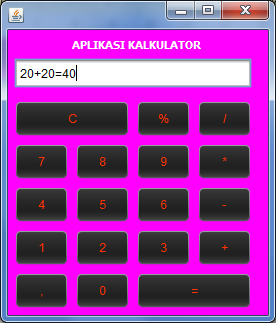 APLIKASI KALKULATOR
20+20=40
C % /
7 8 9 *
4 5 6 -
1 2 3 +
, 0 =